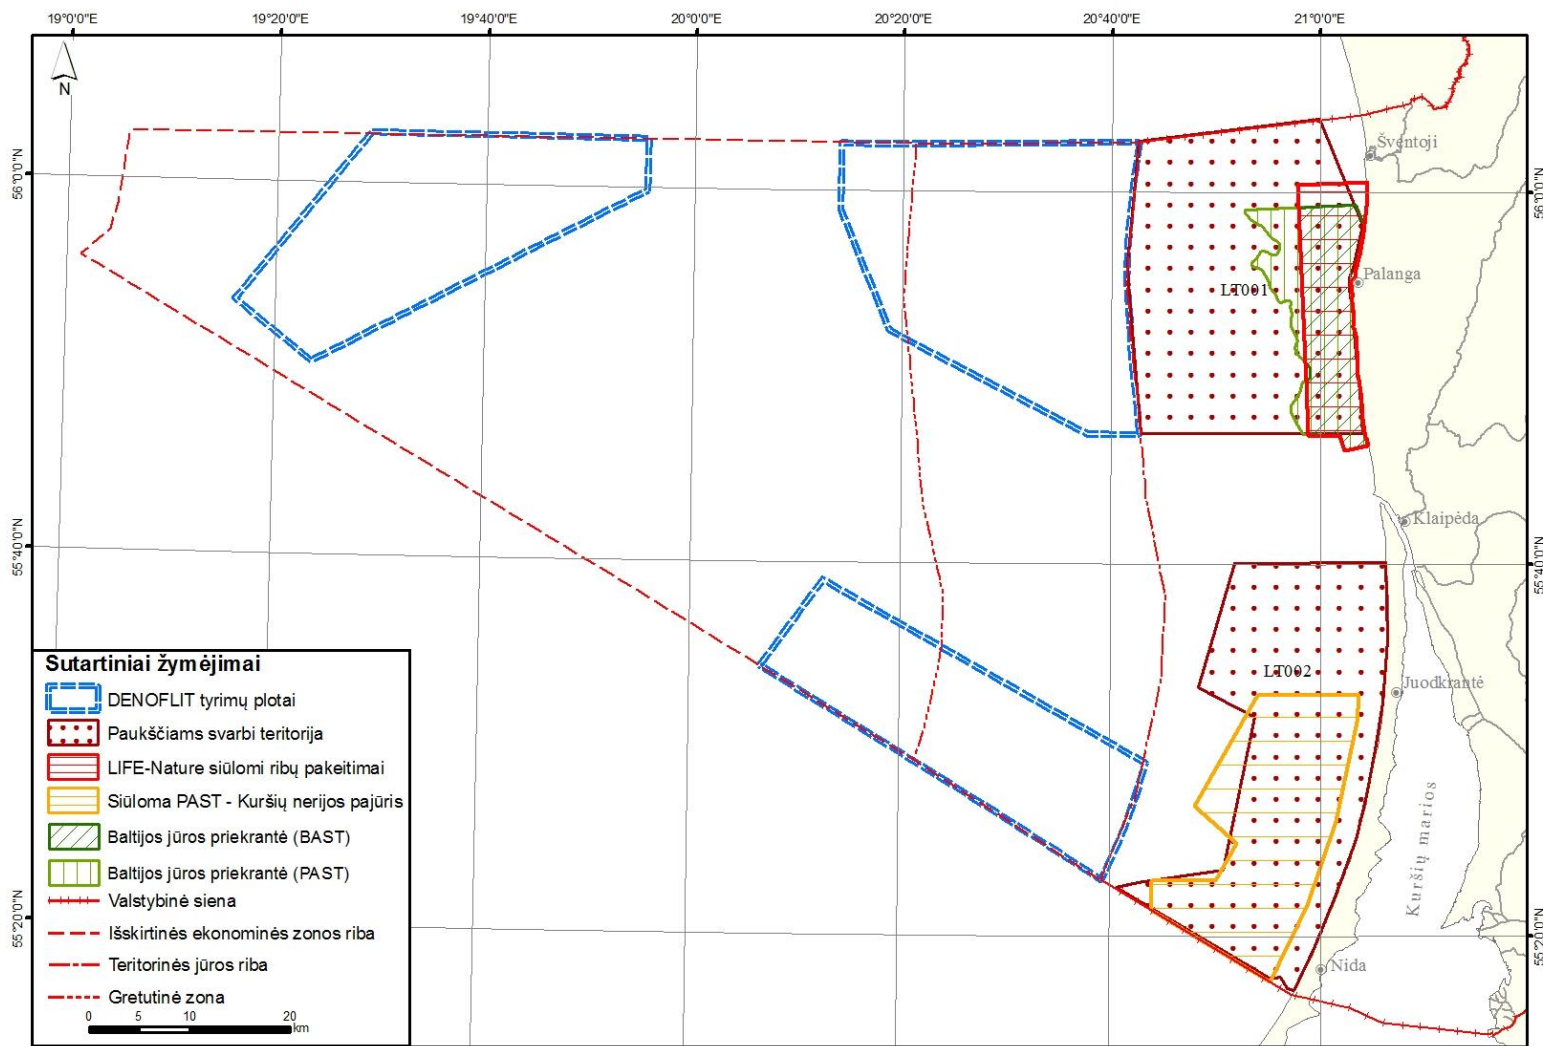 19°0'0"E 19°20'0"E 19°40'0"E 20°0'0"E 20°20'0"E 20°40'0"E 21°0'0"E
N
Šventoji
56°0'0"N 56°0'0"N
Palanga
LT001
Klaipėda
55°40'0"N 55°40'0"N
LT002
Juodkrantė
Kuršių marios
55°20'0"N 55°20'0"N
Nida
Sutartiniai žymėjimai
DENOFLIT tyrimų plotai
Paukščiams svarbi teritorija
LIFE-Nature siūlomi ribų pakeitimai
Siūloma PAST - Kuršių nerijos pajūris
Baltijos jūros priekrantė (BAST)
Baltijos jūros priekrantė (PAST)
Valstybinė siena
Išskirtinės ekonominės zonos riba
Teritorinės jūros riba
Gretutinė zona
0 5 10 20
km